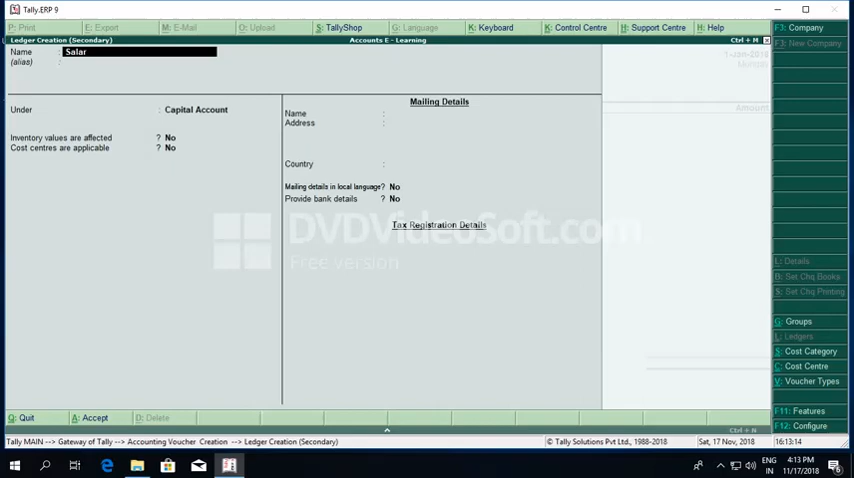 Tally.ERP 9
P: Print E: Export M: E-Mail O: Upload S: TallyShop G: Language K: Keyboard K: Control Centre H: Support Centre H: Help F3: Company
Ledger Creation (Secondary) Accounts E - Learning Ctrl + M F3: New Company
Name : Salar 1-Jan-2018
(alias) :
Amount
Mailing Details
Under : Capital Account
Name :
Address :
Inventory values are affected ? No
Cost centres are applicable ? No
Country :
Mailing details in local language? No
Provide bank details ? No
Tax Registration Details
DVDVideoSoft.com
Free version
L: Details
B: Set Chq Books
S: Set Chq Printing
G: Groups
L: Ledgers
S: Cost Category
C: Cost Centre
V: Voucher Types
F11: Features
F12: Configure
Q: Quit A: Accept D: Delete
Ctrl + N
Tally MAIN --> Gateway of Tally --> Accounting Voucher Creation --> Ledger Creation (Secondary) © Tally Solutions Pvt Ltd., 1988-2018 Sat, 17 Nov, 2018 16:13:14
ENG 4:13 PM
IN 11/17/2018 6